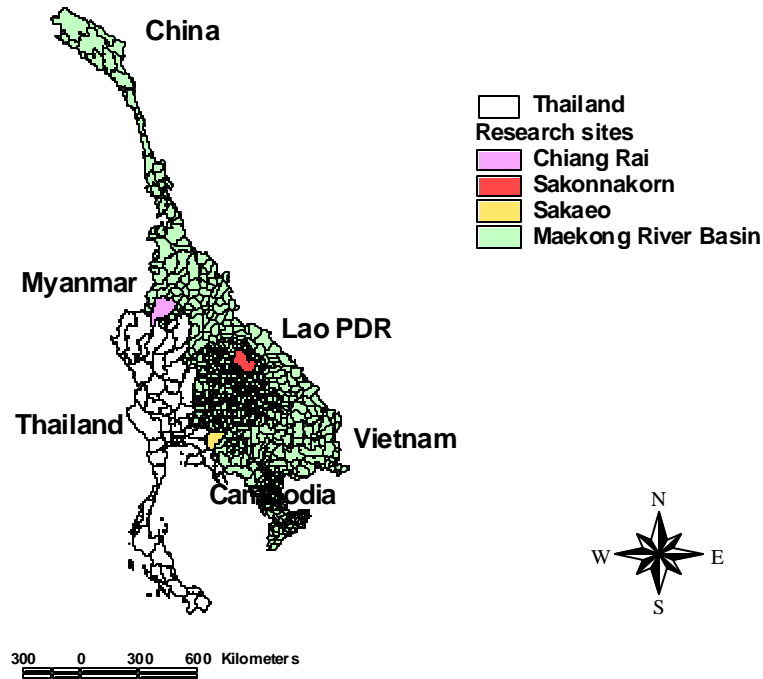 China
Thailand
Research sites
Chiang Rai
Sakonnakorn
Sakaeo
Maekong River Basin
Myanmar
Lao PDR
Thailand
Vietnam
Cambodia
N
W E
S
300 0 300 600 Kilometers